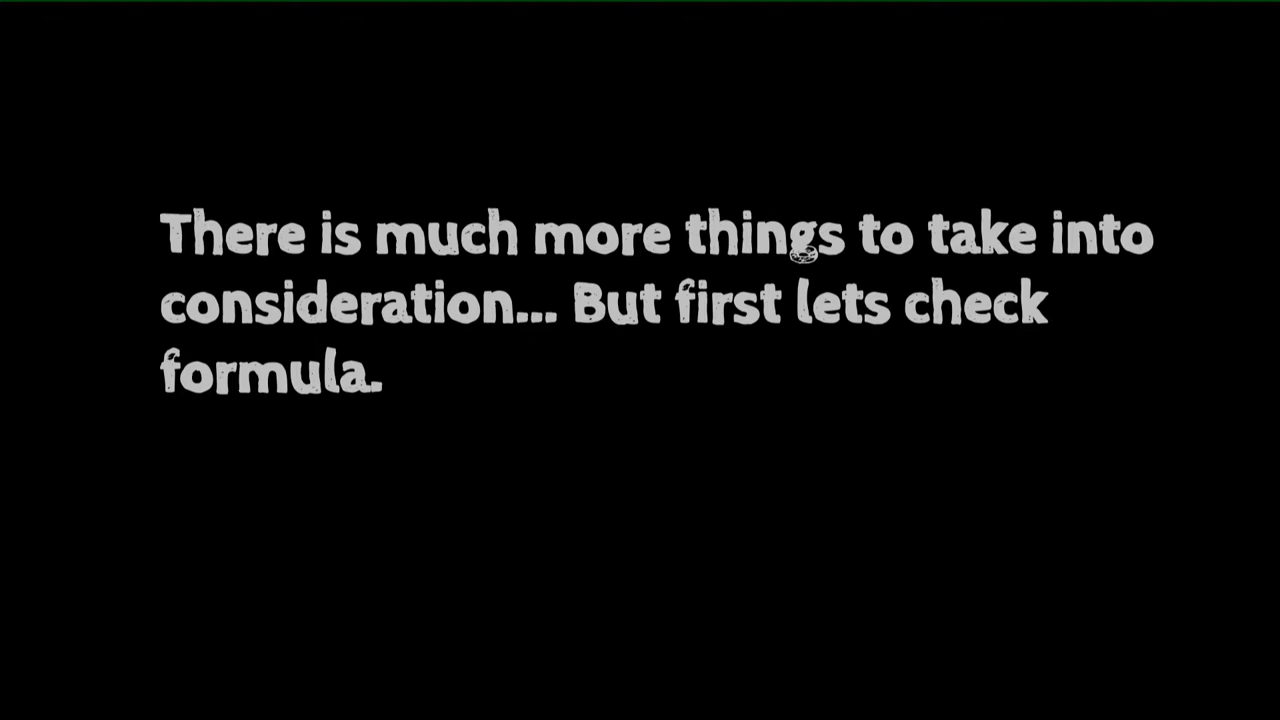 There is much more things to take into
consideration... But first lets check
formula.